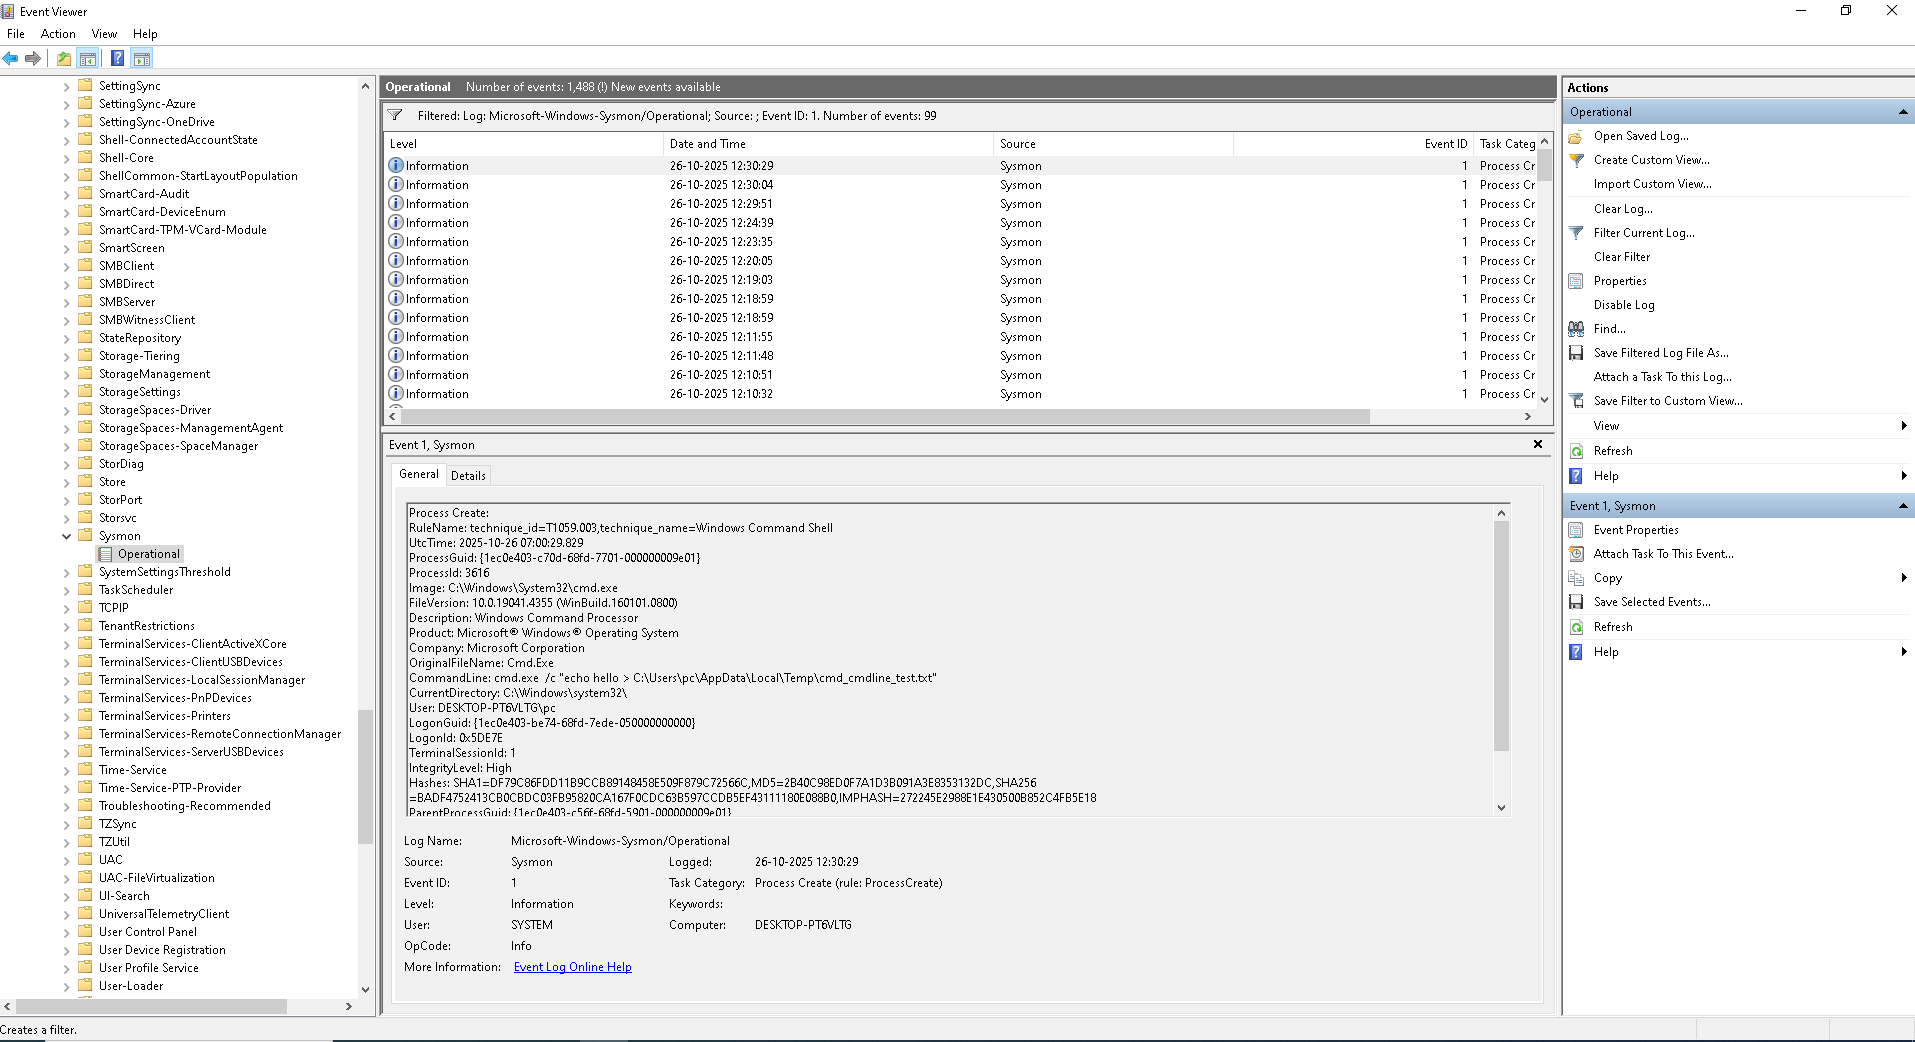 Event Viewer
File Action View Help
SettingSync
SettingSync-Azure
SettingSync-OneDrive
Shell-ConnectedAccountState
Shell-Core
ShellCommon-StartLayoutPopulation
SmartCard-Audit
SmartCard-DeviceEnum
SmartCard-TPM-VCard-Module
SmartScreen
SMBClient
SMBDirect
SMBServer
SMBWitnessClient
StateRepository
Storage-Tiering
StorageManagement
StorageSettings
StorageSpaces-Driver
StorageSpaces-ManagementAgent
StorageSpaces-SpaceManager
StorDiag
Store
StorPort
Storsvc
Sysmon
Operational
SystemSettingsThreshold
TaskScheduler
TCPIP
TenantRestrictions
TerminalServices-ClientActiveXCore
TerminalServices-ClientUSBDevices
TerminalServices-LocalSessionManager
TerminalServices-PnPDevices
TerminalServices-Printers
TerminalServices-RemoteConnectionManager
TerminalServices-ServerUSBDevices
Time-Service
Time-Service-PTP-Provider
Troubleshooting-Recommended
TZSync
TZUtil
UAC
UAC-FileVirtualization
UI-Search
UniversalTelemetryClient
User Control Panel
User Device Registration
User Profile Service
User-Loader
Operational Number of events: 1,488 (!) New events available
Filtered: Log: Microsoft-Windows-Sysmon/Operational; Source: ; Event ID: 1. Number of events: 99
Level Date and Time Source Event ID Task Categ
Information 26-10-2025 12:30:29 Sysmon 1 Process Cr
Information 26-10-2025 12:30:04 Sysmon 1 Process Cr
Information 26-10-2025 12:29:51 Sysmon 1 Process Cr
Information 26-10-2025 12:24:39 Sysmon 1 Process Cr
Information 26-10-2025 12:23:35 Sysmon 1 Process Cr
Information 26-10-2025 12:20:05 Sysmon 1 Process Cr
Information 26-10-2025 12:19:03 Sysmon 1 Process Cr
Information 26-10-2025 12:18:59 Sysmon 1 Process Cr
Information 26-10-2025 12:18:59 Sysmon 1 Process Cr
Information 26-10-2025 12:11:55 Sysmon 1 Process Cr
Information 26-10-2025 12:11:48 Sysmon 1 Process Cr
Information 26-10-2025 12:10:51 Sysmon 1 Process Cr
Information 26-10-2025 12:10:32 Sysmon 1 Process Cr
Event 1, Sysmon
General Details
Process Create:
RuleName: technique_id=T1059.003,technique_name=Windows Command Shell
UtcTime: 2025-10-26 07:00:29.829
ProcessGuid: {1ec0e403-c70d-68fd-7701-000000009e01}
ProcessId: 3616
Image: C:\Windows\System32\cmd.exe
FileVersion: 10.0.19041.4355 (WinBuild.160101.0800)
Description: Windows Command Processor
Product: Microsoft® Windows® Operating System
Company: Microsoft Corporation
OriginalFileName: Cmd.Exe
CommandLine: cmd.exe /c "echo hello > C:\Users\pc\AppData\Local\Temp\cmd_cmdline_test.txt"
CurrentDirectory: C:\Windows\system32\
User: DESKTOP-PT6VLTG\pc
LogonGuid: {1ec0e403-be74-68fd-7ede-050000000000}
LogonId: 0x5DE7E
TerminalSessionId: 1
IntegrityLevel: High
Hashes: SHA1=DF79C86FDD11B9CCB89148458E509F879C72566C,MD5=2B40C98ED0F7A1D3B091A3E8353132DC,SHA256
=BADF4752413CB0CBDC03FB95820CA167F0CDC63B597CCDB5EF43111180E088B0,IMPHASH=272245E2988E1E430500B852C4FB5E18
ParentProcessGuid: {1ec0e403-c56f-68fd-5901-000000009e01}
Log Name: Microsoft-Windows-Sysmon/Operational
Source: Sysmon Logged: 26-10-2025 12:30:29
Event ID: 1 Task Category: Process Create (rule: ProcessCreate)
Level: Information Keywords:
User: SYSTEM Computer: DESKTOP-PT6VLTG
OpCode: Info
More Information: Event Log Online Help
Actions
Operational
Open Saved Log...
Create Custom View...
Import Custom View...
Clear Log...
Filter Current Log...
Clear Filter
Properties
Disable Log
Find...
Save Filtered Log File As...
Attach a Task To this Log...
Save Filter to Custom View...
View
Refresh
Help
Event 1, Sysmon
Event Properties
Attach Task To This Event...
Copy
Save Selected Events...
Refresh
Help
Creates a filter.